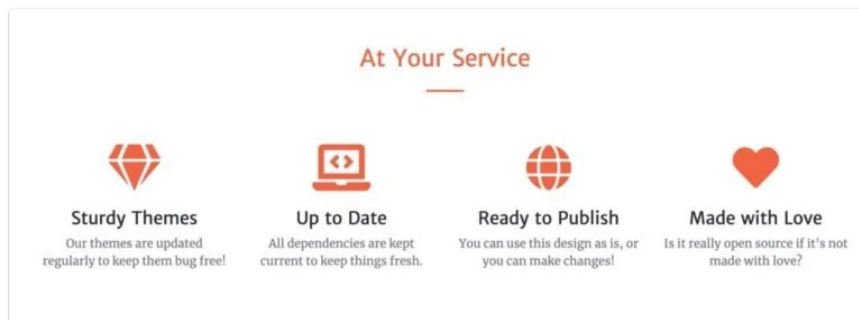 At Your Service
Sturdy Themes
Our themes are updated
regularly to keep them bug free!
Up to Date
All dependencies are kept
current to keep things fresh.
Ready to Publish
You can use this design as is, or
you can make changes!
Made with Love
Is it really open source if it's not
made with love?